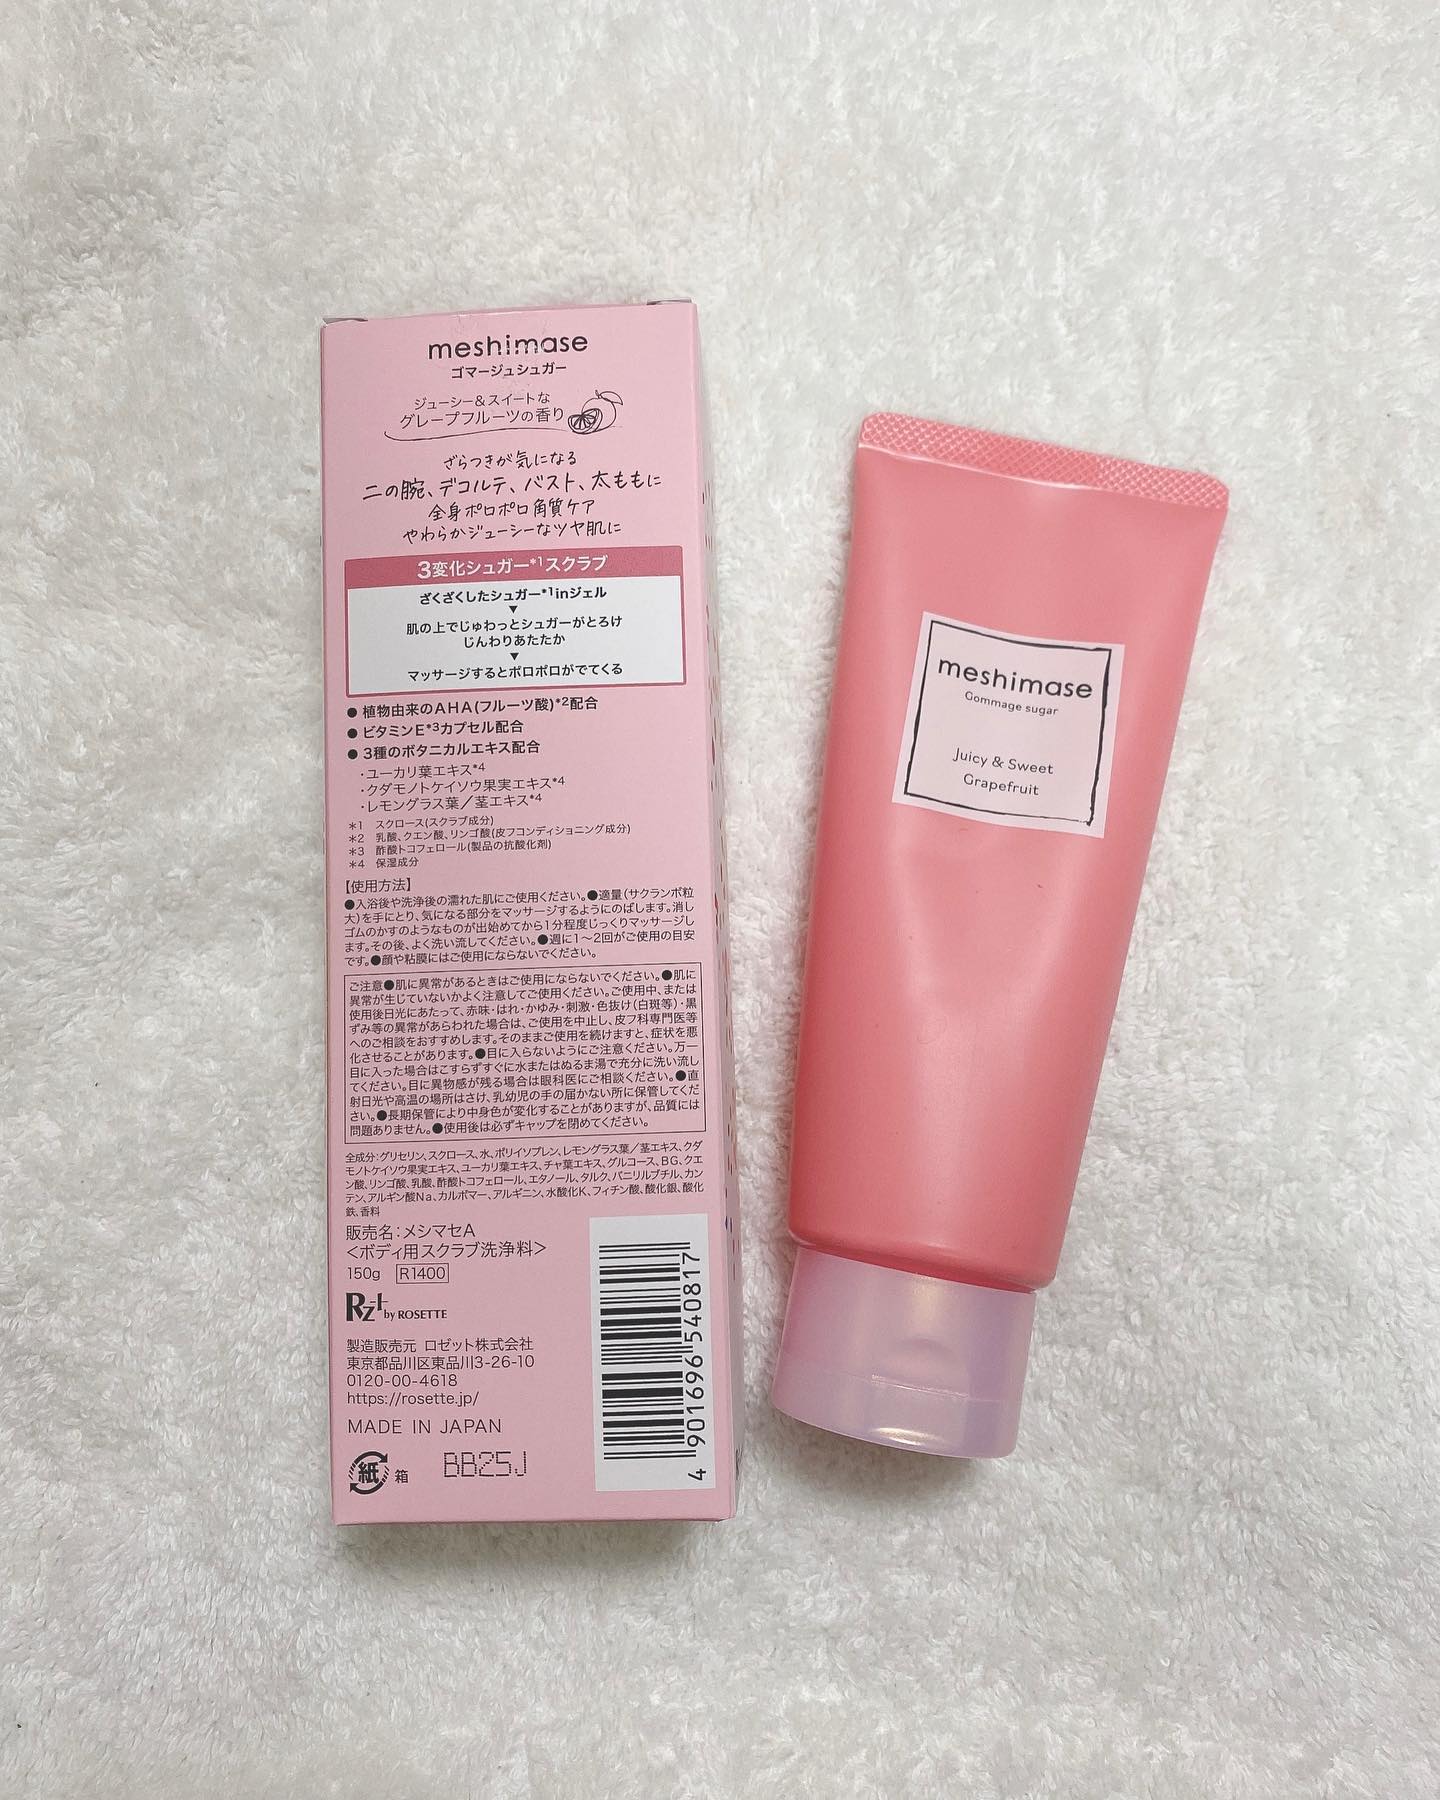 meshimase
ゴマージュシュガー
ジューシー&スイートな
グレープフルーツの香り
ざらつきが気になる
二の腕、デコルテ、バスト、太ももに
全身ポロポロ角質ケア
やわらかジューシーなツヤ肌に
3変化シュガー*1スクラブ
ざくざくしたシュガー*1inジェル
▼
肌の上でじゅわっとシュガーがとろけ
じんわりあたたか
▼
マッサージするとポロポロがでてくる
● 植物由来のAHA(フルーツ酸)*2配合
● ビタミンE*3カプセル配合
● 3種のボタニカルエキス配合
・ユーカリ葉エキス*4
・クダモノトケイソウ果実エキス*4
・レモングラス葉/茎エキス*4
*1 スクロース(スクラブ成分)
*2 乳酸、クエン酸、リンゴ酸(皮フコンディショニング成分)
*3 酢酸トコフェロール(製品の抗酸化剤)
*4 保湿成分
【使用方法】
●入浴後や洗浄後の濡れた肌にご使用ください。●適量(サクランボ粒
大)を手にとり、気になる部分をマッサージするようにのばします。消し
ゴムのかすのようなものが出始めてから1分程度じっくりマッサージし
ます。その後、よく洗い流してください。●週に1〜2回がご使用の目安
です。●顔や粘膜にはご使用にならないでください。
ご注意●肌に異常があるときはご使用にならないでください。●肌に
異常が生じていないかよく注意してご使用ください。ご使用中、または
使用後日光にあたって、赤味・はれ・かゆみ・刺激・色抜け(白斑等)・黒
ずみ等の異常があらわれた場合は、ご使用を中止し、皮フ科専門医等
へのご相談をおすすめします。そのままご使用を続けますと、症状を悪
化させることがあります。●目に入らないようにご注意ください。万一
目に入った場合はこすらずすぐに水またはぬるま湯で充分に洗い流し
てください。目に異物感が残る場合は眼科医にご相談ください。●直
射日光や高温の場所はさけ、乳幼児の手の届かない所に保管してくだ
さい。●長期保管により中身色が変化することがありますが、品質には
問題ありません。●使用後は必ずキャップを閉めてください。
全成分:グリセリン、スクロース、水、ポリイソプレン、レモングラス葉/茎エキス、クダ
モノトケイソウ果実エキス、ユーカリ葉エキス、チャ葉エキス、グルコース、BG、クエ
ン酸、リンゴ酸、乳酸、酢酸トコフェロール、エタノール、タルク、バニリルブチル、カン
テン、アルギン酸Na、カルボマー、アルギニン、水酸化K、フィチン酸、酸化銀、酸化
鉄、香料
販売名:メシマセA
<ボディ用スクラブ洗浄料>
150g R1400
Rz+ by ROSETTE
製造販売元 ロゼット株式会社
東京都品川区東品川3-26-10
0120-00-4618
https://rosette.jp/
MADE IN JAPAN
紙 箱 BB25J
4 901696 540817
meshimase
Gommage sugar
Juicy & Sweet
Grapefruit